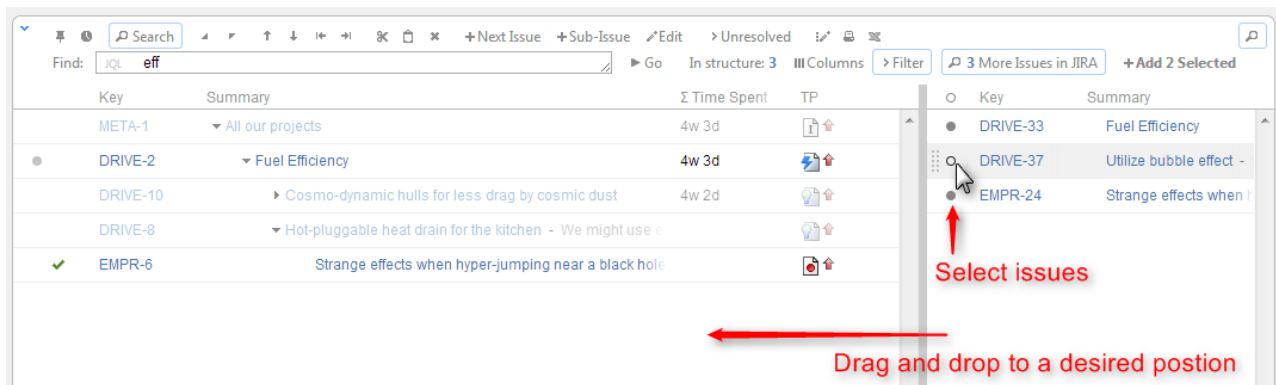 Search +Next Issue +Sub-Issue Edit >Unresolved
Find: JQL eff Go In structure: 3 Columns >Filter 3 More Issues in JIRA +Add 2 Selected
Key Summary Σ Time Spent TP Key Summary
META-1 All our projects 4w 3d DRIVE-33 Fuel Efficiency
DRIVE-2 Fuel Efficiency 4w 3d DRIVE-37 Utilize bubble effect -
DRIVE-10 Cosmo-dynamic hulls for less drag by cosmic dust 4w 2d EMPR-24 Strange effects when h
DRIVE-8 Hot-pluggable heat drain for the kitchen - We might use e
EMPR-6 Strange effects when hyper-jumping near a black hole
Select issues
Drag and drop to a desired postion